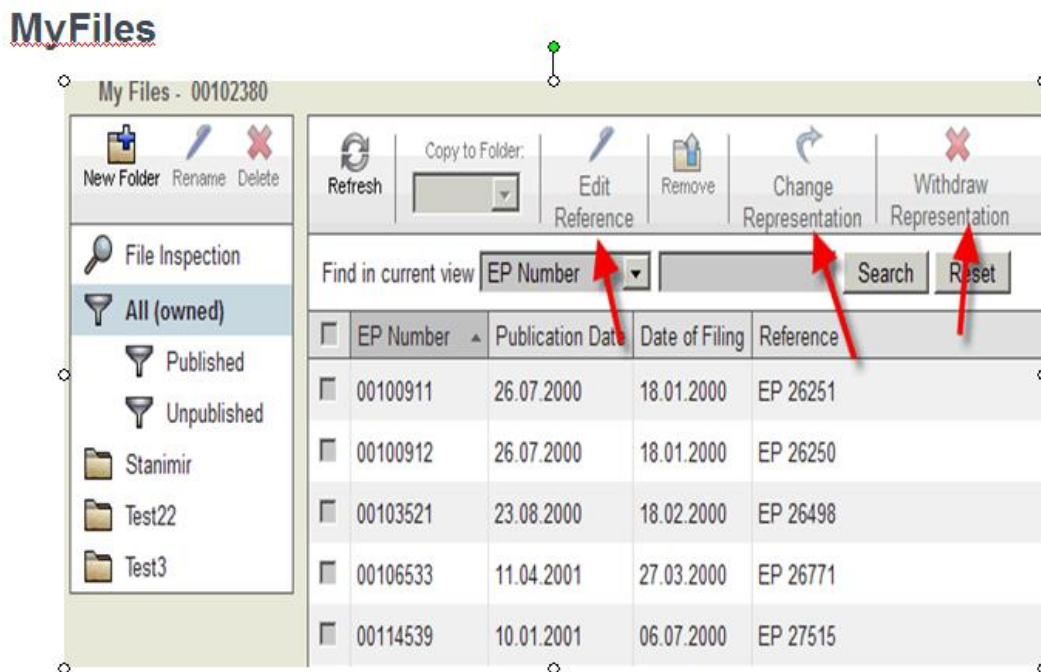 MyFiles
My Files - 00102380
New Folder Rename Delete
Refresh
Copy to Folder:
Edit
Reference
Remove
Change
Representation
Withdraw
Representation
File Inspection
All (owned)
Published
Unpublished
Stanimir
Test22
Test3
Find in current view EP Number Search Reset
EP Number Publication Date Date of Filing Reference
00100911 26.07.2000 18.01.2000 EP 26251
00100912 26.07.2000 18.01.2000 EP 26250
00103521 23.08.2000 18.02.2000 EP 26498
00106533 11.04.2001 27.03.2000 EP 26771
00114539 10.01.2001 06.07.2000 EP 27515